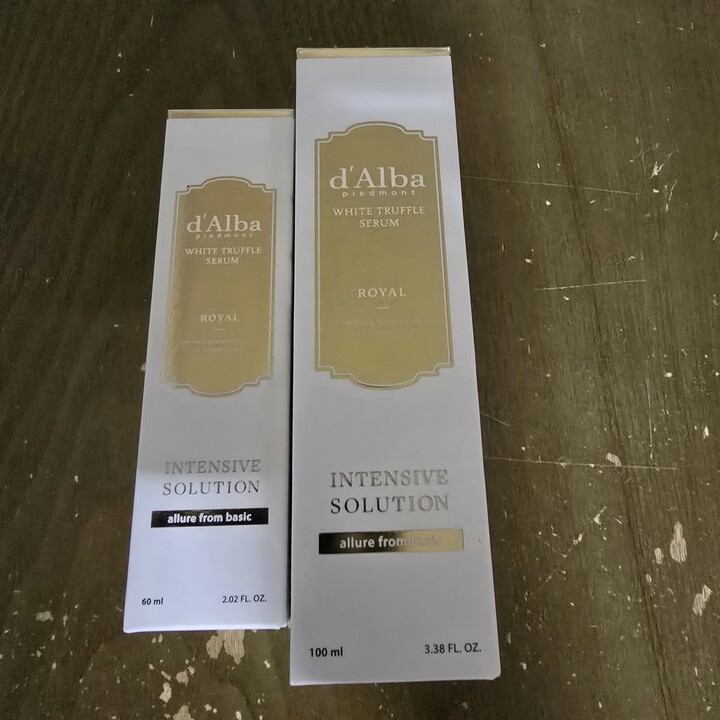 d'Alba
piedmont
WHITE TRUFFLE
SERUM
ROYAL
INTENSIVE
SOLUTION
allure from basic
60 ml 2.02 FL. OZ.
d'Alba
piedmont
WHITE TRUFFLE
SERUM
ROYAL
INTENSIVE
SOLUTION
allure from basic
100 ml 3.38 FL. OZ.